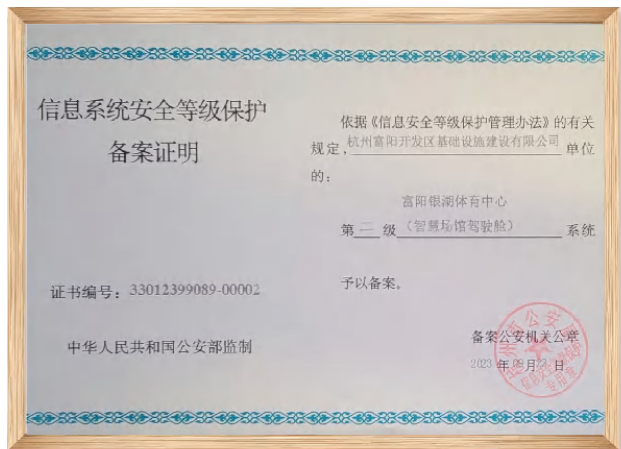 信息系统安全等级保护
备案证明
证书编号：33012399089-00002
中华人民共和国公安部监制
依据《信息安全等级保护管理办法》的有关
规定，杭州富阳开发区基础设施建设有限公司 单位
的：
富阳银湖体育中心
第 二 级（智慧场馆驾驶舱） 系统
予以备案。
备案公安机关公章
2023 年 月 日